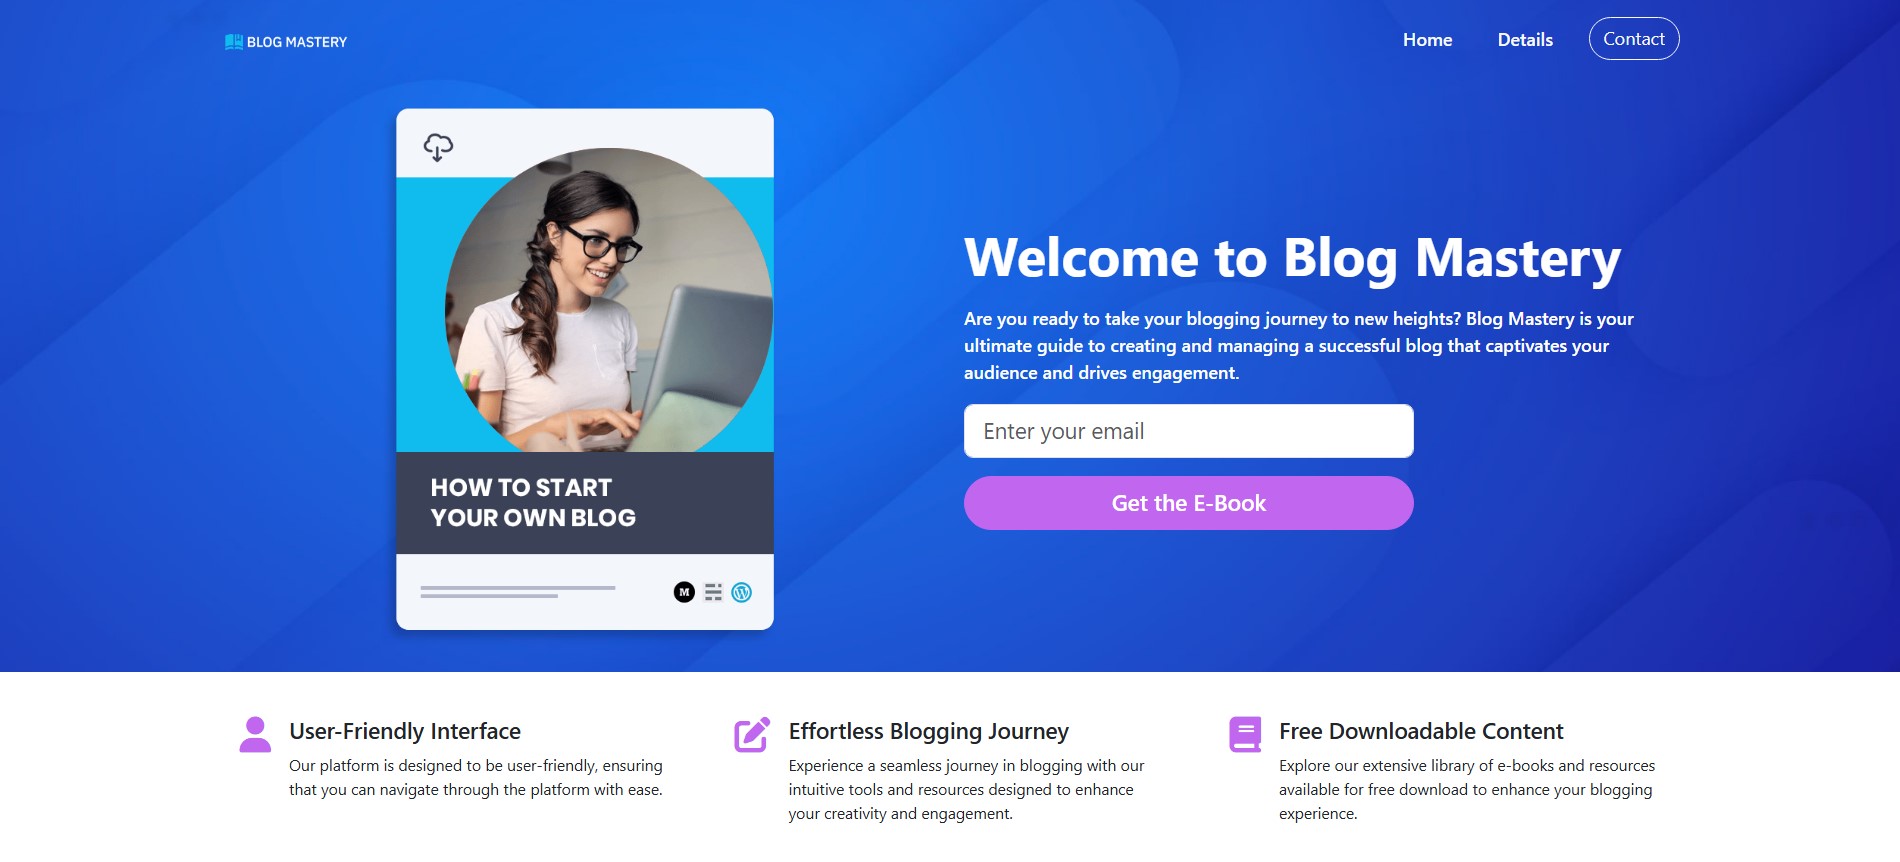 BLOG MASTERY
Home
Details
Contact
HOW TO START
YOUR OWN BLOG
M
Welcome to Blog Mastery
Are you ready to take your blogging journey to new heights? Blog Mastery is your
ultimate guide to creating and managing a successful blog that captivates your
audience and drives engagement.
Enter your email
Get the E-Book
User-Friendly Interface
Our platform is designed to be user-friendly, ensuring
that you can navigate through the platform with ease.
Effortless Blogging Journey
Experience a seamless journey in blogging with our
intuitive tools and resources designed to enhance
your creativity and engagement.
Free Downloadable Content
Explore our extensive library of e-books and resources
available for free download to enhance your blogging
experience.